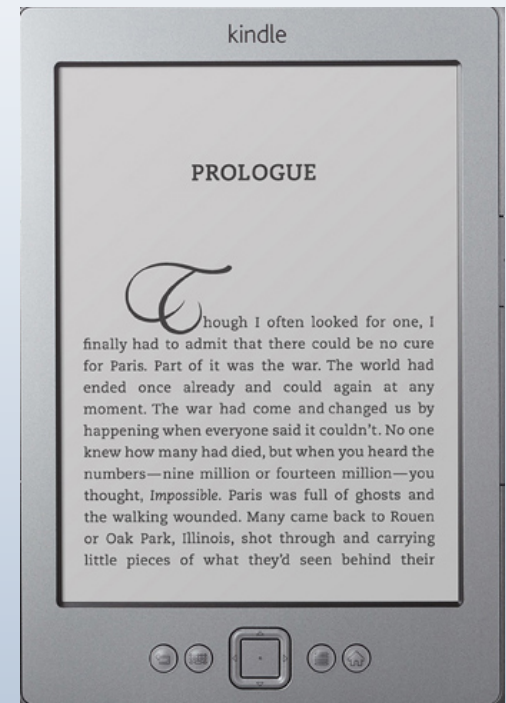 kindle
PROLOGUE
Though I often looked for one, I
finally had to admit that there could be no cure
for Paris. Part of it was the war. The world had
ended once already and could again at any
moment. The war had come and changed us by
happening when everyone said it couldn't. No one
knew how many had died, but when you heard the
numbers—nine million or fourteen million—you
thought, Impossible. Paris was full of ghosts and
the walking wounded. Many came back to Rouen
or Oak Park, Illinois, shot through and carrying
little pieces of what they'd seen behind their